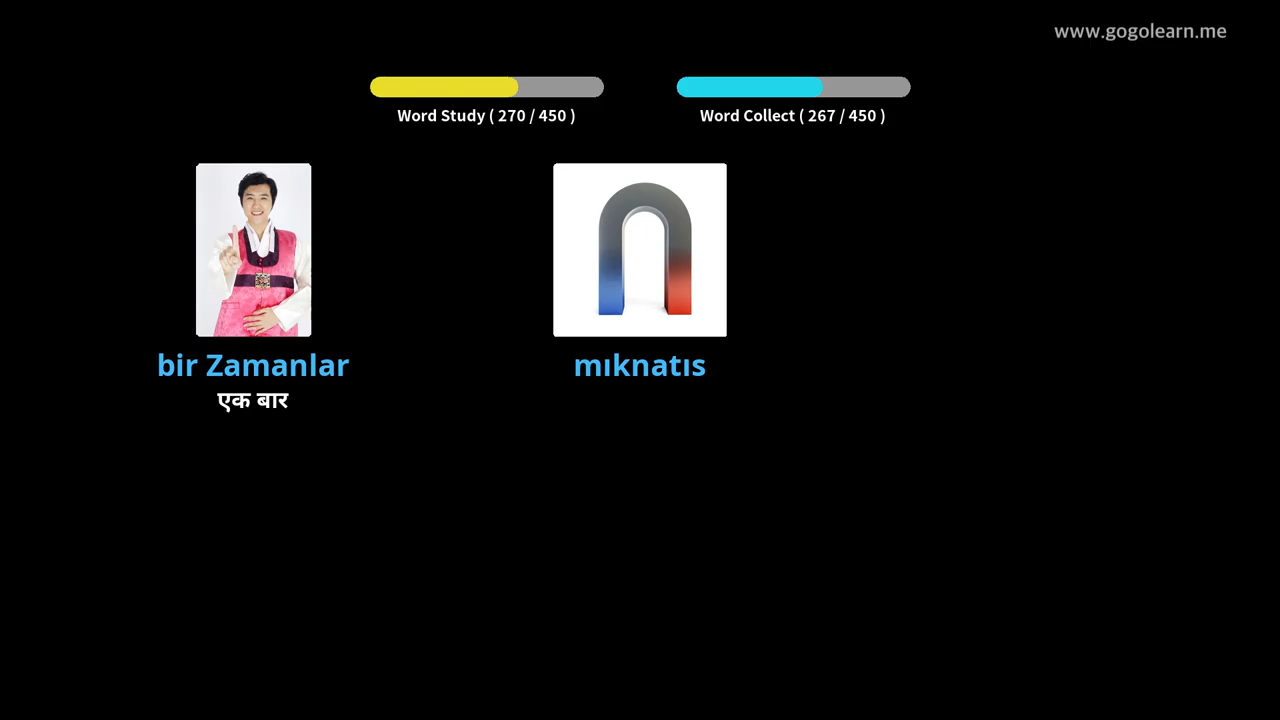 www.gogolearn.me
Word Study ( 270 / 450 )
Word Collect ( 267 / 450 )
bir Zamanlar
एक बार
mıknatıs